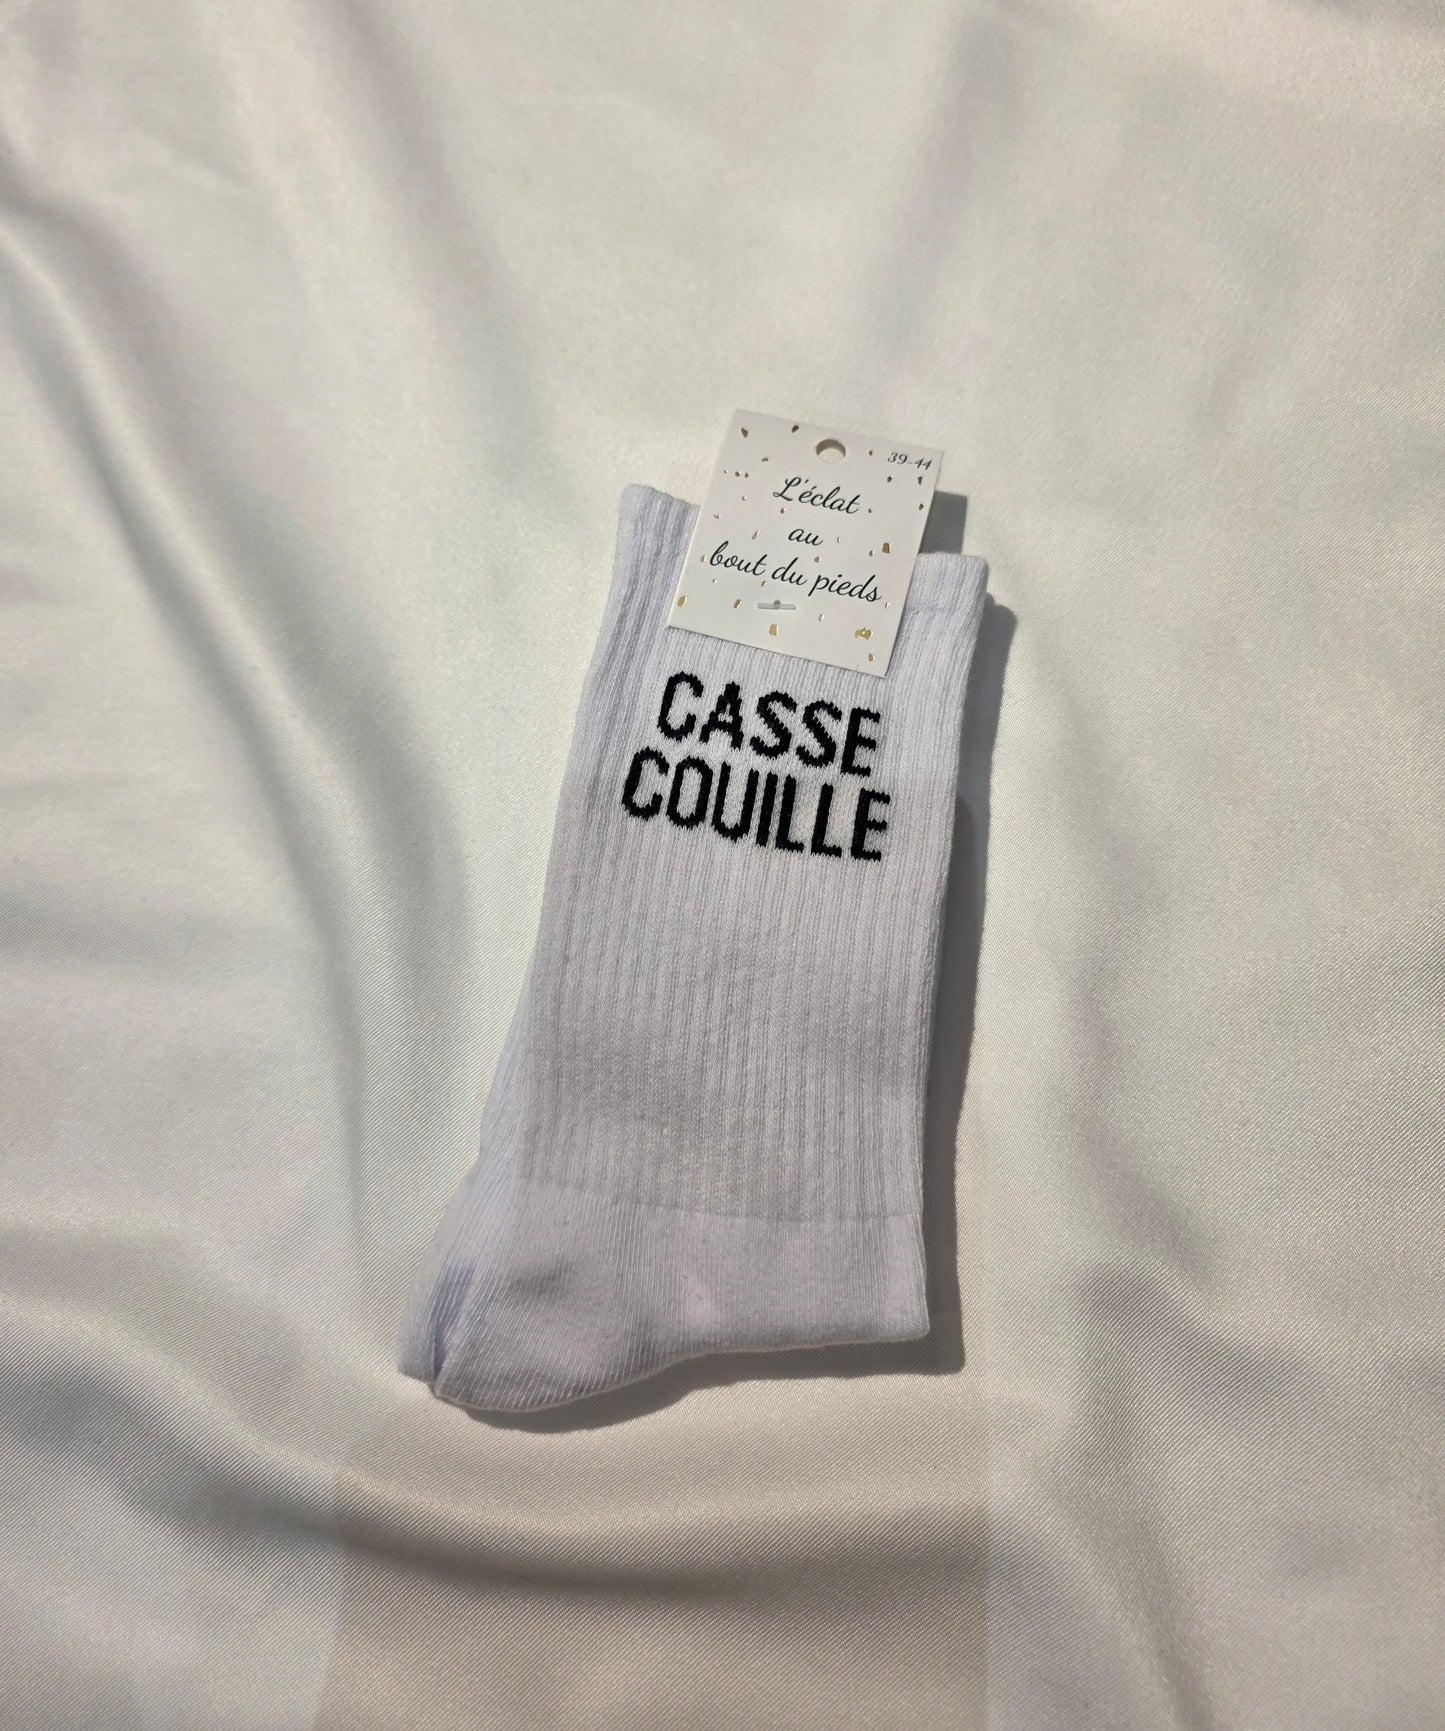 39-44
L'éclat
au
bout du pieds
CASSE
COUILLE